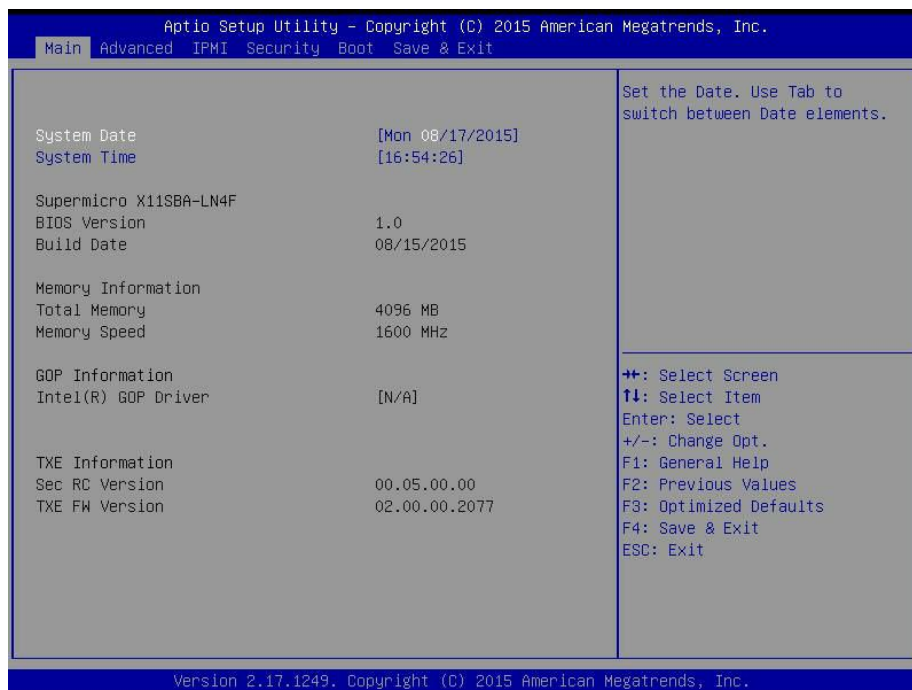 Aptio Setup Utility – Copyright (C) 2015 American Megatrends, Inc.
Main Advanced IPMI Security Boot Save & Exit
System Date [Mon 08/17/2015]
System Time [16:54:26]
Supermicro X11SBA-LN4F
BIOS Version 1.0
Build Date 08/15/2015
Memory Information
Total Memory 4096 MB
Memory Speed 1600 MHz
GOP Information
Intel(R) GOP Driver [N/A]
TXE Information
Sec RC Version 00.05.00.00
TXE FW Version 02.00.00.2077
Set the Date. Use Tab to
switch between Date elements.
→←: Select Screen
↑↓: Select Item
Enter: Select
+/-: Change Opt.
F1: General Help
F2: Previous Values
F3: Optimized Defaults
F4: Save & Exit
ESC: Exit
Version 2.17.1249. Copyright (C) 2015 American Megatrends, Inc.